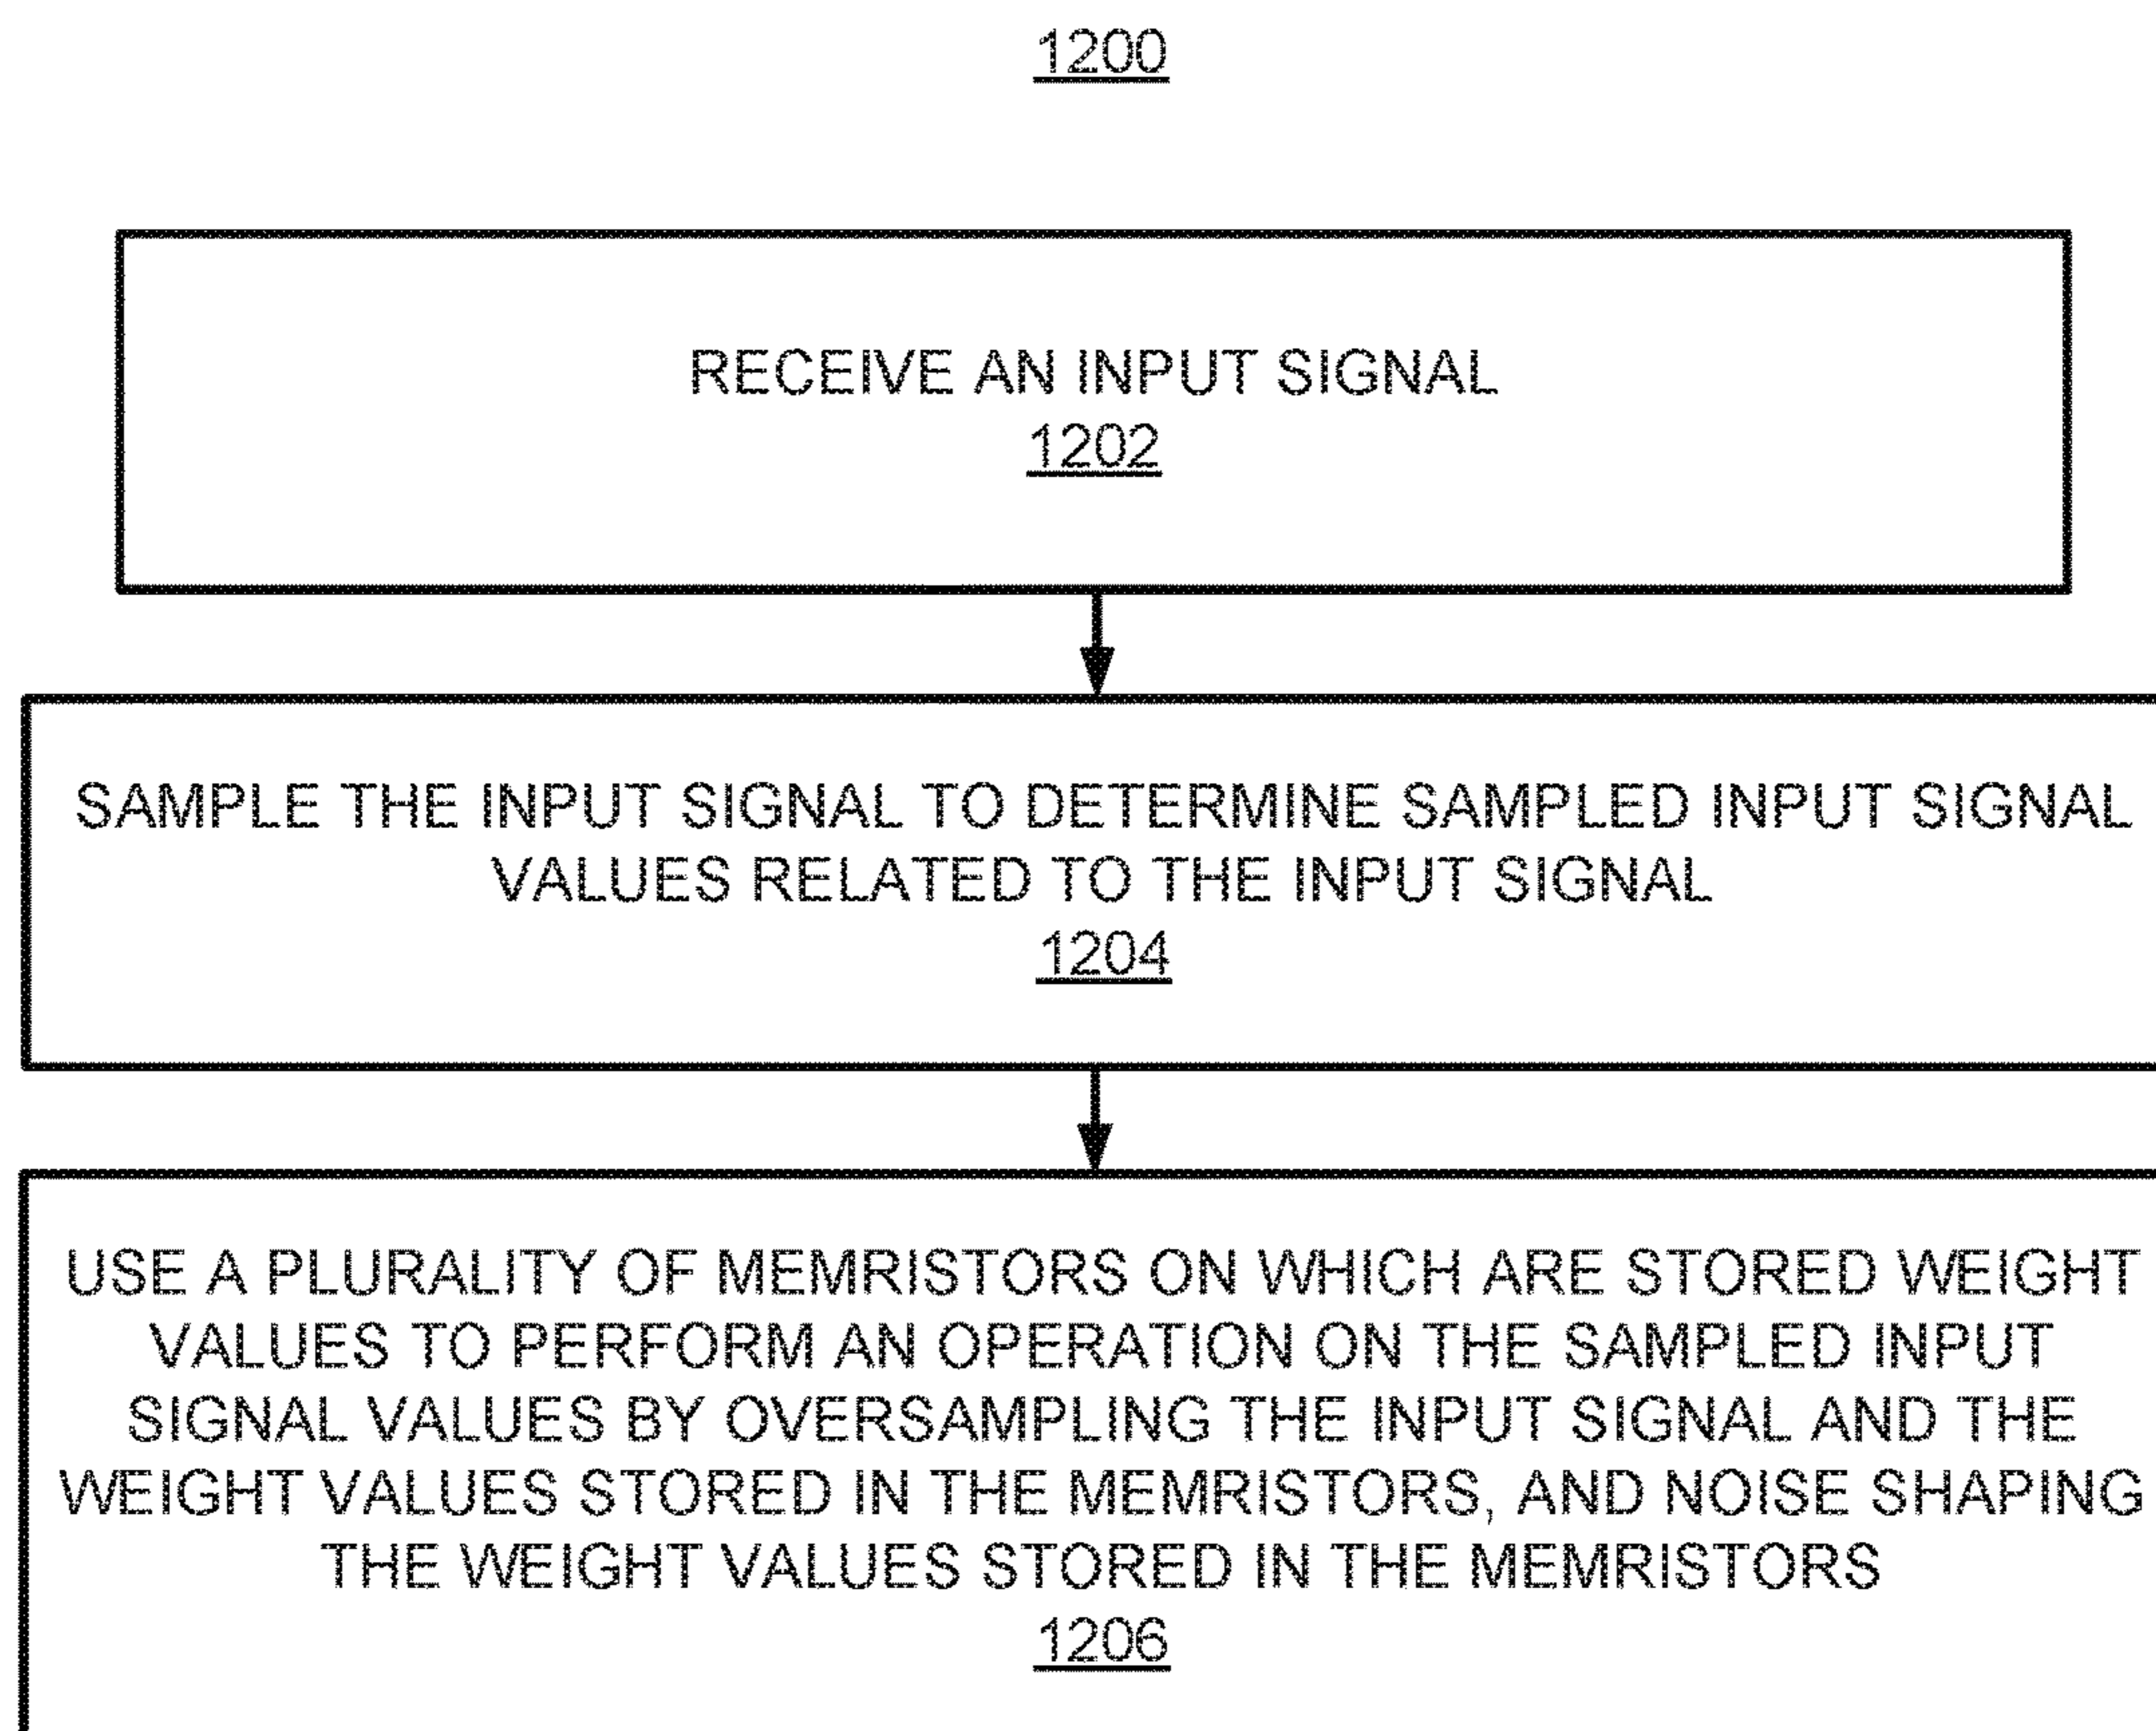 1200
RECEIVE AN INPUT SIGNAL
1202
SAMPLE THE INPUT SIGNAL TO DETERMINE SAMPLED INPUT SIGNAL
VALUES RELATED TO THE INPUT SIGNAL
1204
USE A PLURALITY OF MEMRISTORS ON WHICH ARE STORED WEIGHT
VALUES TO PERFORM AN OPERATION ON THE SAMPLED INPUT
SIGNAL VALUES BY OVERSAMPLING THE INPUT SIGNAL AND THE
WEIGHT VALUES STORED IN THE MEMRISTORS, AND NOISE SHAPING
THE WEIGHT VALUES STORED IN THE MEMRISTORS
1206